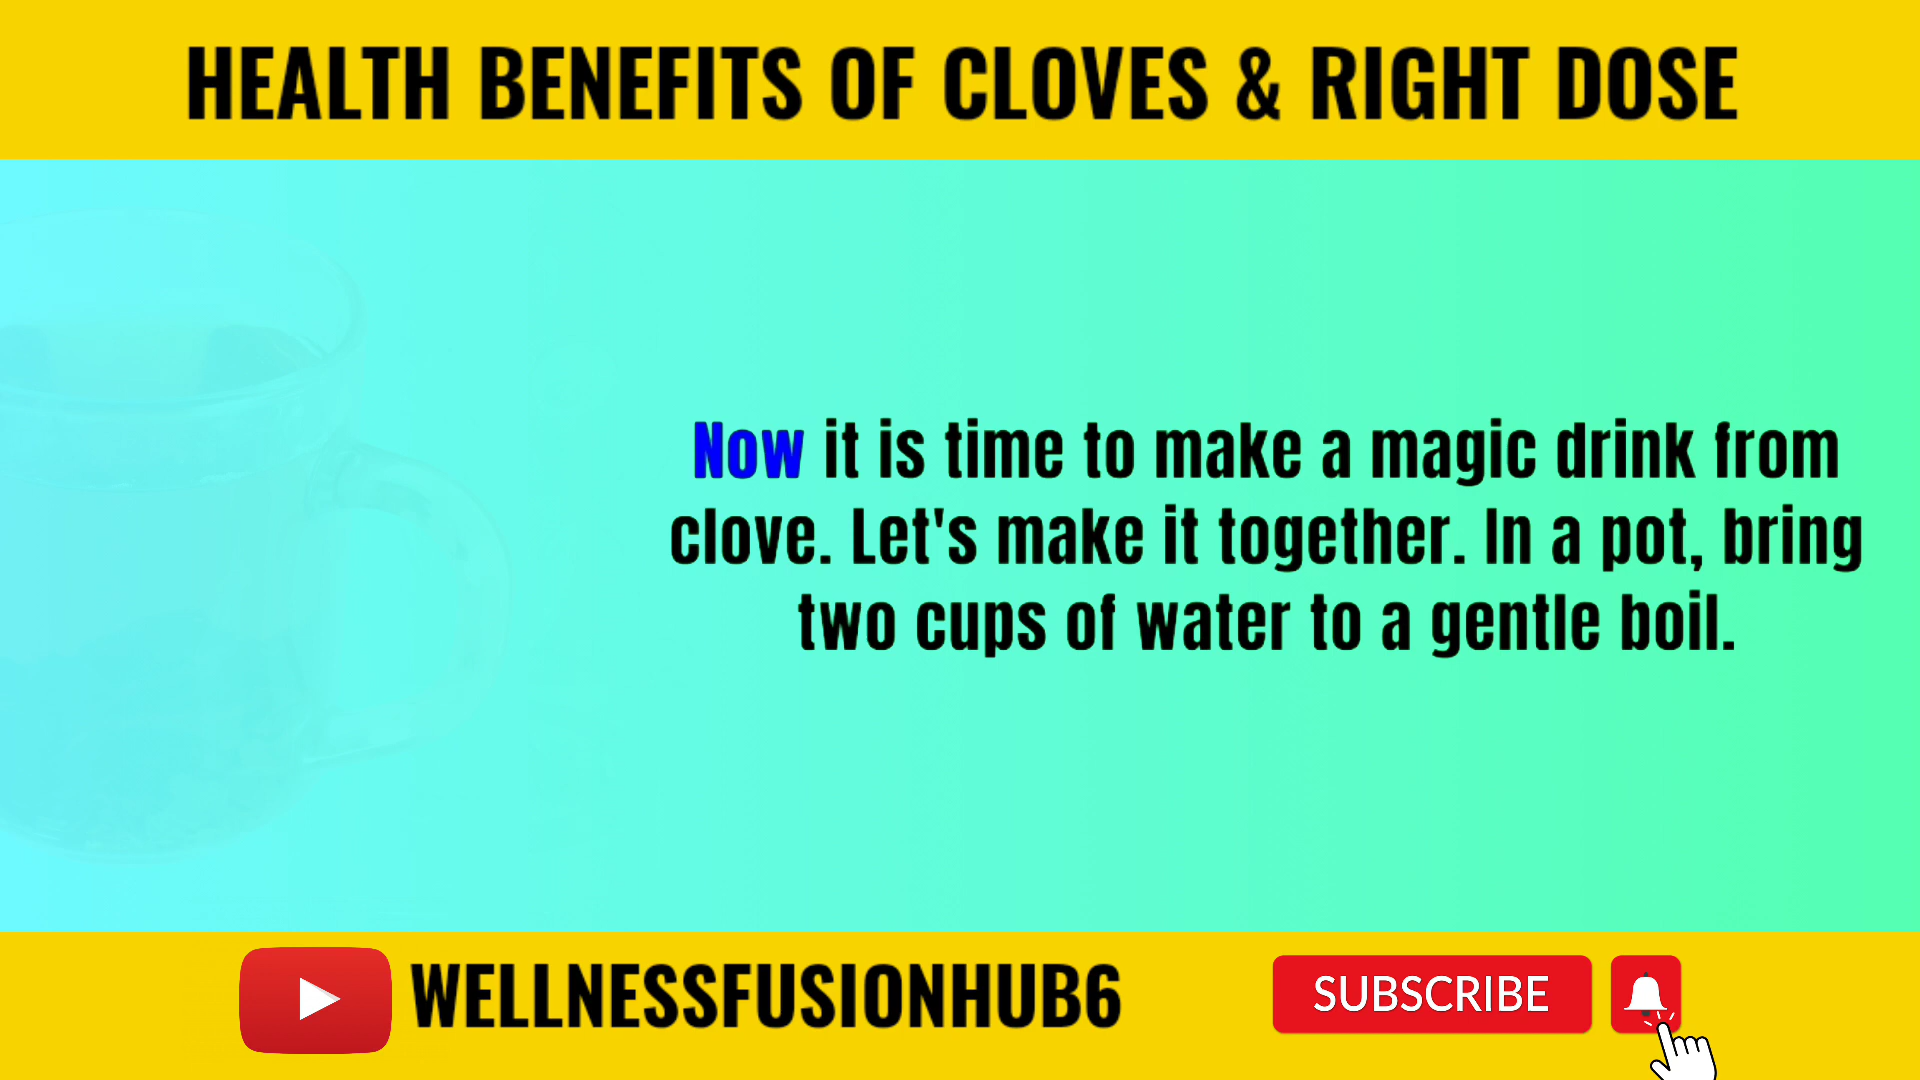 HEALTH BENEFITS OF CLOVES & RIGHT DOSE
Now it is time to make a magic drink from
clove. Let's make it together. In a pot, bring
two cups of water to a gentle boil.
WELLNESSFUSIONHUB6
SUBSCRIBE